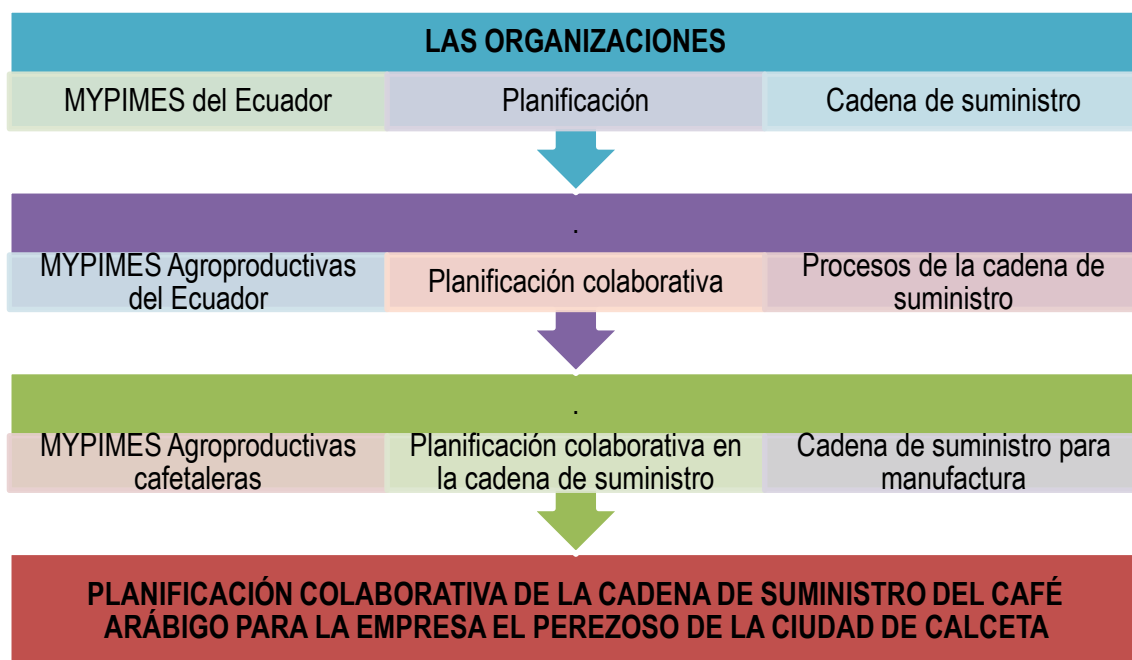 LAS ORGANIZACIONES
MYPIMES del Ecuador
Planificación
Cadena de suministro
.
MYPIMES Agroproductivas
del Ecuador
Planificación colaborativa
Procesos de la cadena de
suministro
.
MYPIMES Agroproductivas
cafetaleras
Planificación colaborativa en
la cadena de suministro
Cadena de suministro para
manufactura
PLANIFICACIÓN COLABORATIVA DE LA CADENA DE SUMINISTRO DEL CAFÉ
ARÁBIGO PARA LA EMPRESA EL PEREZOSO DE LA CIUDAD DE CALCETA